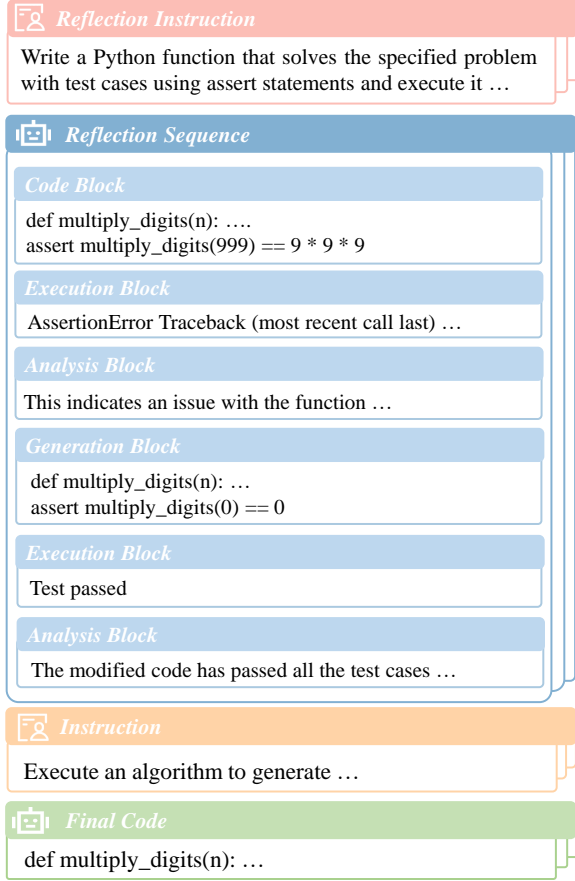 Reflection Instruction
Write a Python function that solves the specified problem
with test cases using assert statements and execute it …
Reflection Sequence
Code Block
def multiply_digits(n): ….
assert multiply_digits(999) == 9 * 9 * 9
Execution Block
AssertionError Traceback (most recent call last) …
Analysis Block
This indicates an issue with the function …
Generation Block
def multiply_digits(n): …
assert multiply_digits(0) == 0
Execution Block
Test passed
Analysis Block
The modified code has passed all the test cases …
Instruction
Execute an algorithm to generate …
Final Code
def multiply_digits(n): …